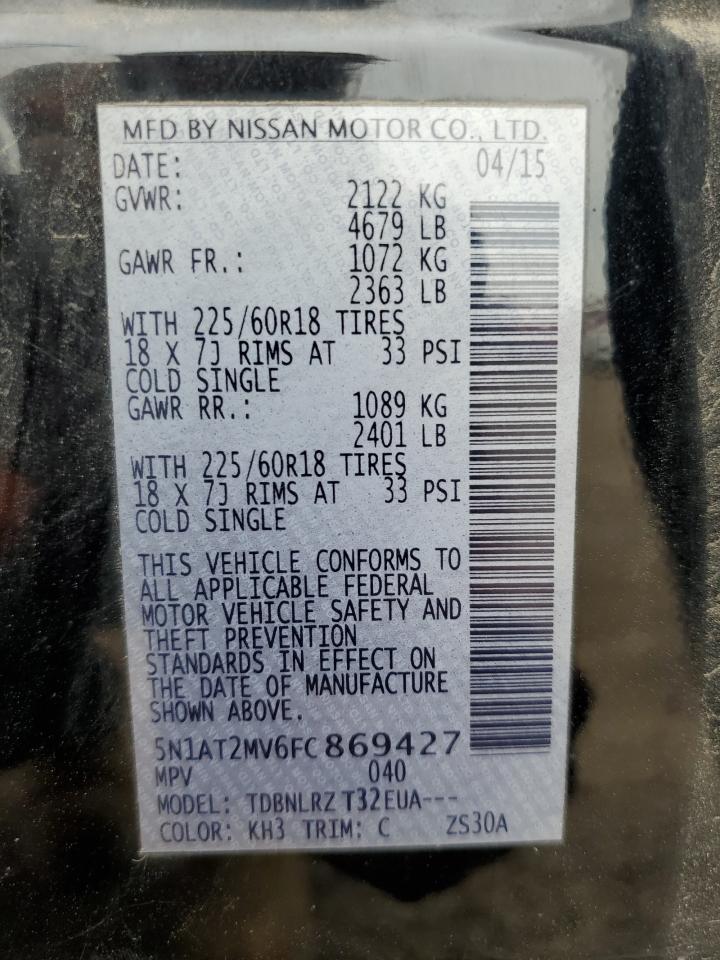 MFD BY NISSAN MOTOR CO., LTD.
DATE: 04/15
GVWR: 2122 KG
4679 LB
GAWR FR.: 1072 KG
2363 LB
WITH 225/60R18 TIRES
18 X 7J RIMS AT 33 PSI
COLD SINGLE
GAWR RR.: 1089 KG
2401 LB
WITH 225/60R18 TIRES
18 X 7J RIMS AT 33 PSI
COLD SINGLE
THIS VEHICLE CONFORMS TO
ALL APPLICABLE FEDERAL
MOTOR VEHICLE SAFETY AND
THEFT PREVENTION
STANDARDS IN EFFECT ON
THE DATE OF MANUFACTURE
SHOWN ABOVE.
5N1AT2MV6FC869427
MPV 040
MODEL: TDBNLRZ T32EUA---
COLOR: KH3 TRIM: C ZS30A